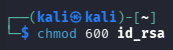 ┌──(kali㉿kali)-[~]
└─$ chmod 600 id_rsa